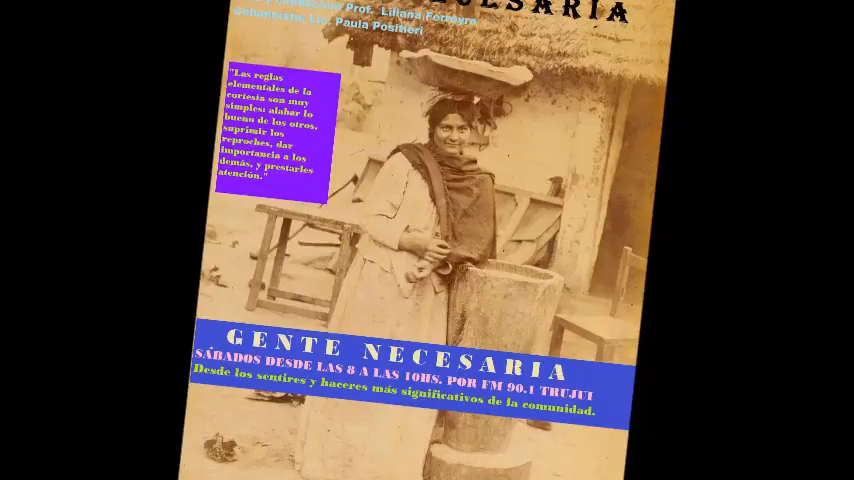 Prof. Liliana Forreyra
Columnista: Lic. Paula Positieri
"Las reglas
elementales de la
cortesía son muy
simples: alabar lo
bueno de los otros,
suprimir los
reproches, dar
importancia a los
demás, y prestarles
atención."
GENTE NECESARIA
SÁBADOS DESDE LAS 8 A LAS 10HS. POR FM 90.1 TRUJUI
Desde los sentires y haceres más significativos de la comunidad.